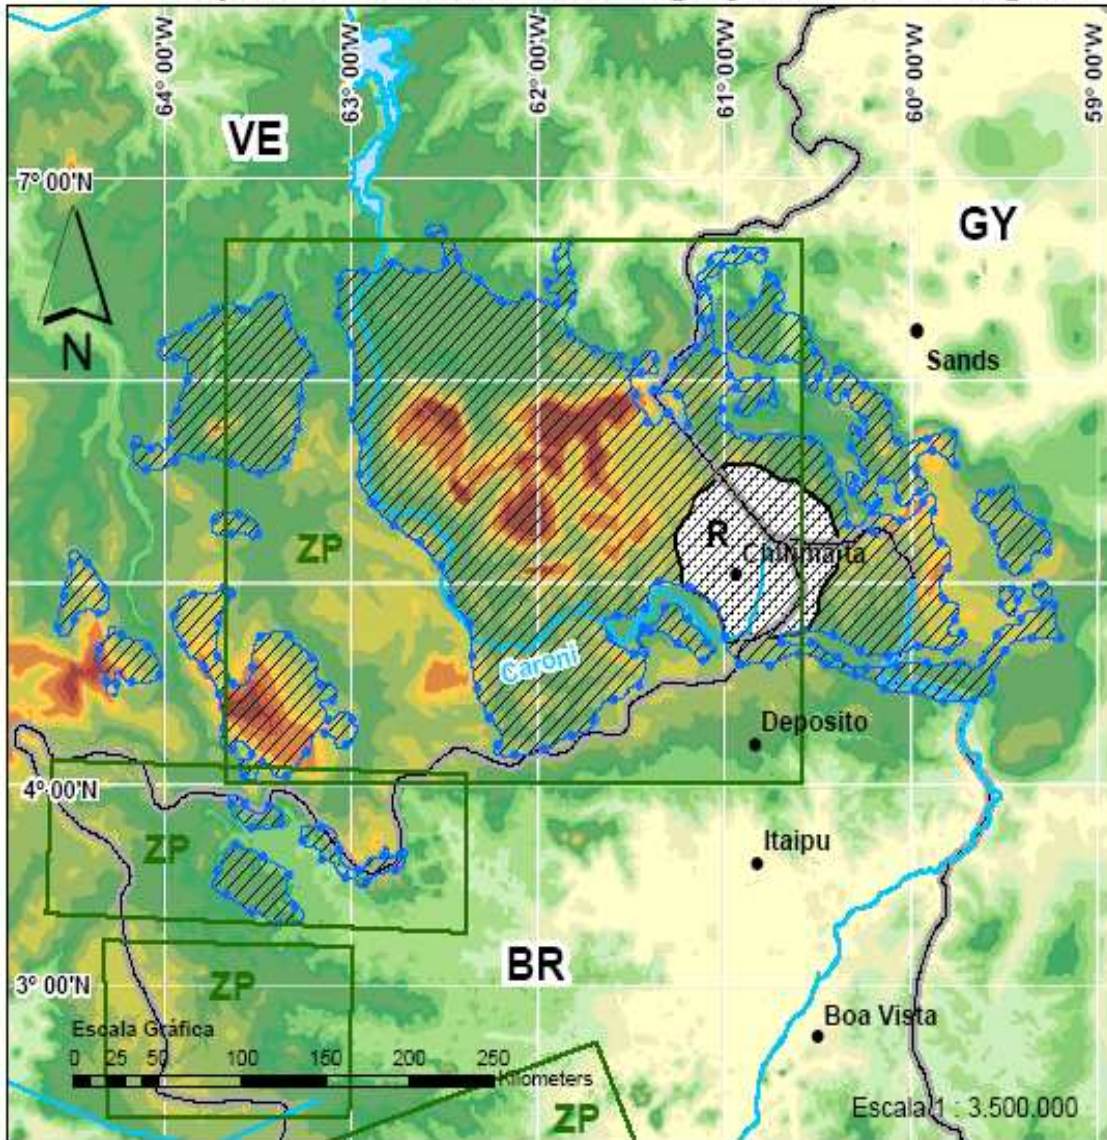 64° 00'W
63° 00'W
62° 00'W
61° 00'W
60° 00'W
59° 00'W
VE
7° 00'N
GY
N
Sands
R
ZP
Caroni
Deposito
4° 00'N
ZP
Itaipu
BR
3° 00'N
ZP
Boa Vista
Escala Gráfica
0 25 50 100 150 200 250
Kilometers
Escala 1 : 3.500.000
ZP